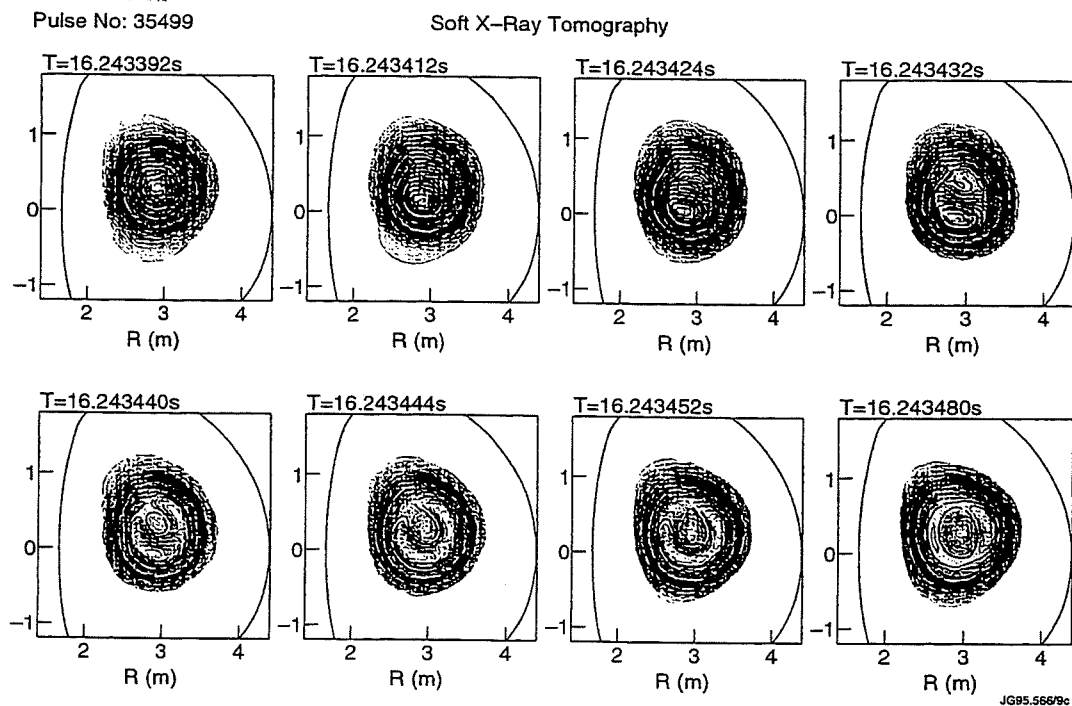 Pulse No: 35499
Soft X–Ray Tomography
T=16.243392s
T=16.243412s
T=16.243424s
T=16.243432s
1
0
–1
2 3 4
R (m)
1
0
–1
2 3 4
R (m)
1
0
–1
2 3 4
R (m)
1
0
–1
2 3 4
R (m)
T=16.243440s
T=16.243444s
T=16.243452s
T=16.243480s
1
0
–1
2 3 4
R (m)
1
0
–1
2 3 4
R (m)
1
0
–1
2 3 4
R (m)
1
0
–1
2 3 4
R (m)
JG95.566/9c